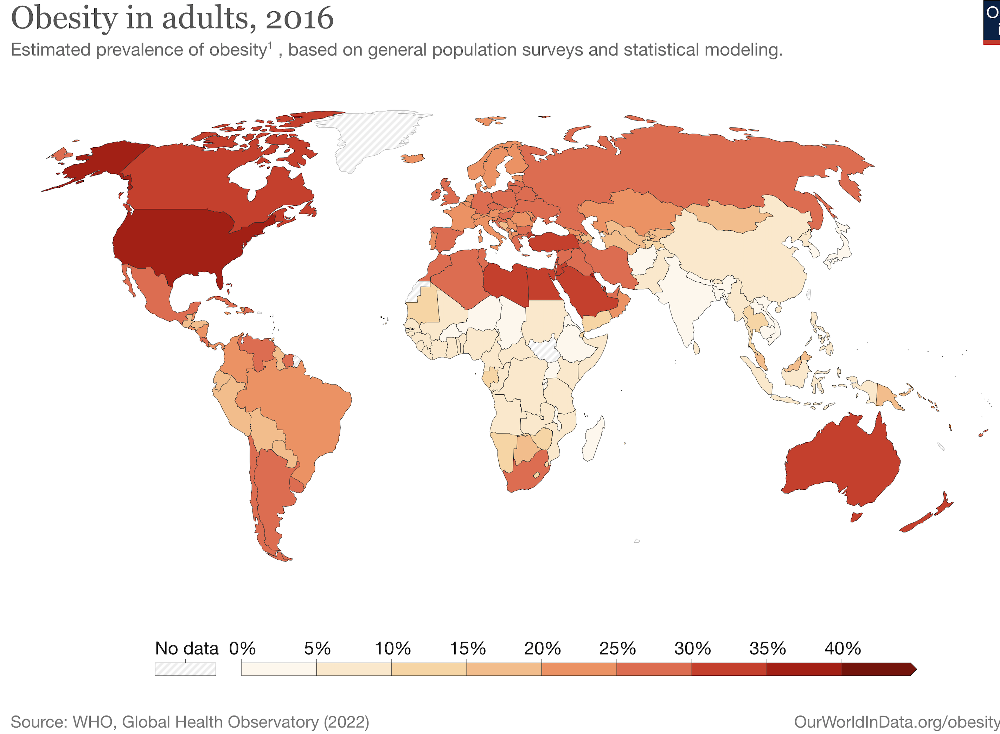 Obesity in adults, 2016
Estimated prevalence of obesity¹ , based on general population surveys and statistical modeling.
No data 0% 5% 10% 15% 20% 25% 30% 35% 40%
Source: WHO, Global Health Observatory (2022)
OurWorldInData.org/obesity